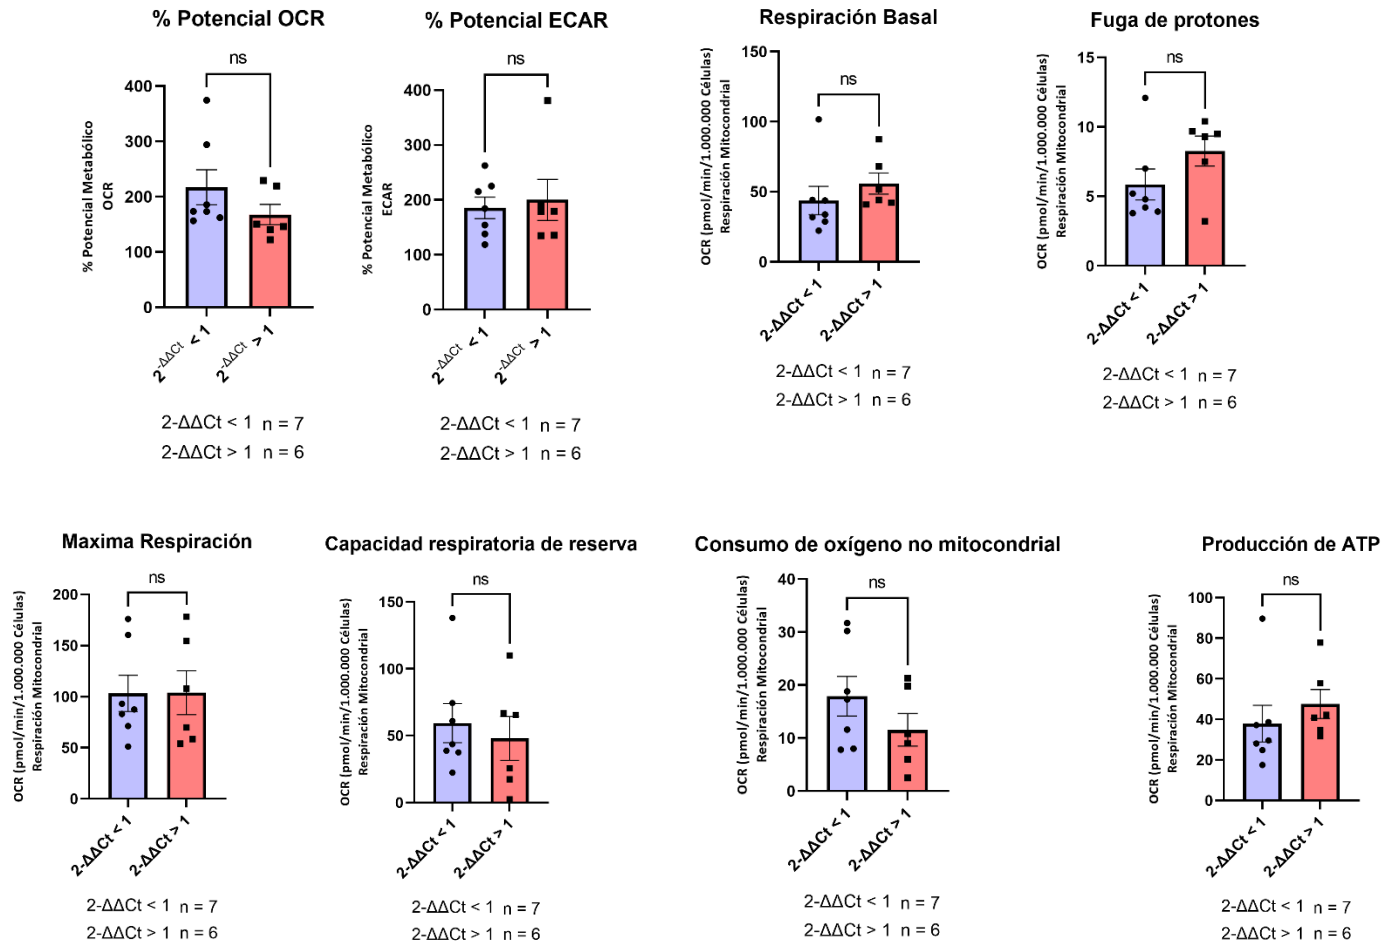 % Potencial OCR
ns
% Potencial Metabólico
OCR
400
300
200
100
0
2-ΔΔCt < 1
2-ΔΔCt > 1
2-ΔΔCt < 1 n = 7
2-ΔΔCt > 1 n = 6
% Potencial ECAR
ns
% Potencial Metabólico
ECAR
400
300
200
100
0
2-ΔΔCt < 1
2-ΔΔCt > 1
2-ΔΔCt < 1 n = 7
2-ΔΔCt > 1 n = 6
Respiración Basal
ns
OCR (pmol/min/1.000.000 Células)
Respiración Mitocondrial
150
100
50
0
2-ΔΔCt < 1
2-ΔΔCt > 1
2-ΔΔCt < 1 n = 7
2-ΔΔCt > 1 n = 6
Fuga de protones
ns
OCR (pmol/min/1.000.000 Células)
Respiración Mitocondrial
15
10
5
0
2-ΔΔCt < 1
2-ΔΔCt > 1
2-ΔΔCt < 1 n = 7
2-ΔΔCt > 1 n = 6
Maxima Respiración
ns
OCR (pmol/min/1.000.000 Células)
Respiración Mitocondrial
200
150
100
50
0
2-ΔΔCt < 1
2-ΔΔCt > 1
2-ΔΔCt < 1 n = 7
2-ΔΔCt > 1 n = 6
Capacidad respiratoria de reserva
ns
OCR (pmol/min/1.000.000 Células)
Respiración Mitocondrial
150
100
50
0
2-ΔΔCt < 1
2-ΔΔCt > 1
2-ΔΔCt < 1 n = 7
2-ΔΔCt > 1 n = 6
Consumo de oxígeno no mitocondrial
ns
OCR (pmol/min/1.000.000 Células)
Respiración Mitocondrial
40
30
20
10
0
2-ΔΔCt < 1
2-ΔΔCt > 1
2-ΔΔCt < 1 n = 7
2-ΔΔCt > 1 n = 6
Producción de ATP
ns
OCR (pmol/min/1.000.000 Células)
Respiración Mitocondrial
100
80
60
40
20
0
2-ΔΔCt < 1
2-ΔΔCt > 1
2-ΔΔCt < 1 n = 7
2-ΔΔCt > 1 n = 6